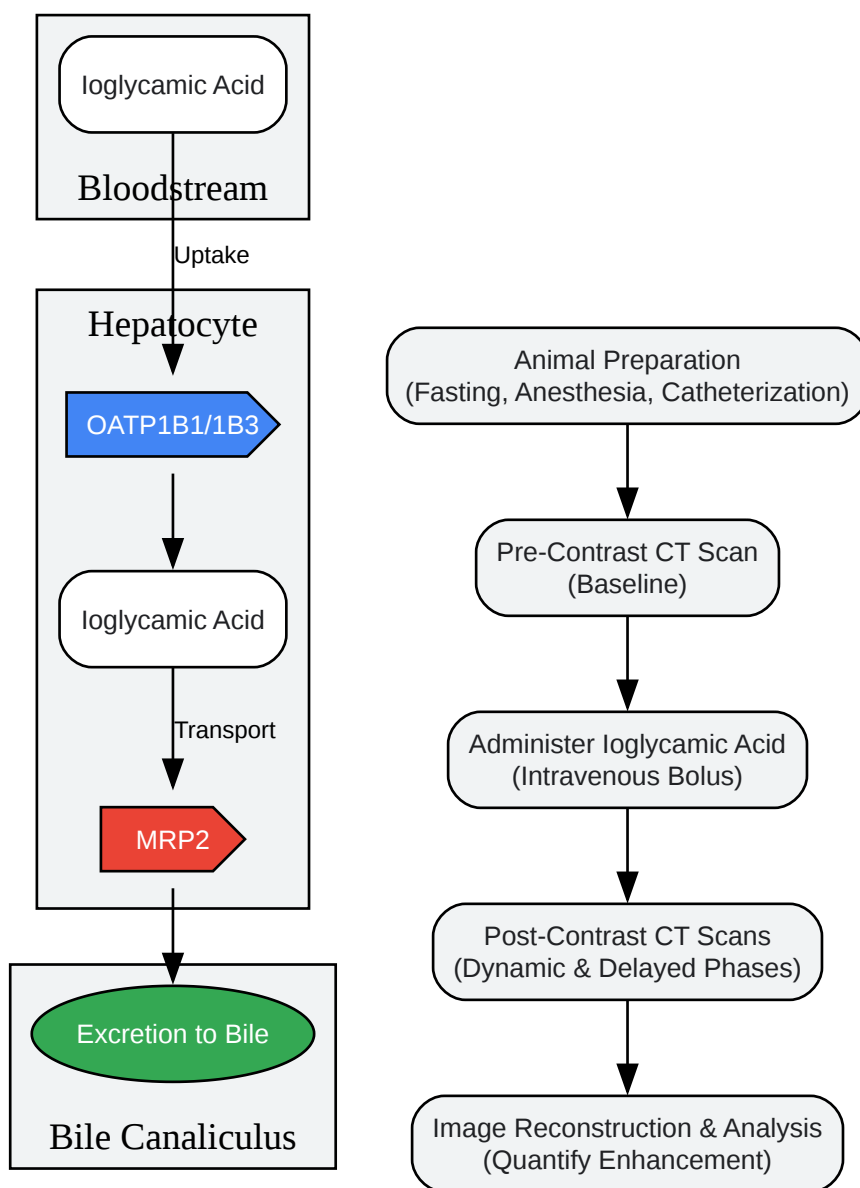 Ioglycamic Acid
Bloodstream
Uptake
Hepatocyte
OATP1B1/1B3
Ioglycamic Acid
Transport
MRP2
Excretion to Bile
Bile Canaliculus
Animal Preparation
(Fasting, Anesthesia, Catheterization)
Pre-Contrast CT Scan
(Baseline)
Administer Ioglycamic Acid
(Intravenous Bolus)
Post-Contrast CT Scans
(Dynamic & Delayed Phases)
Image Reconstruction & Analysis
(Quantify Enhancement)